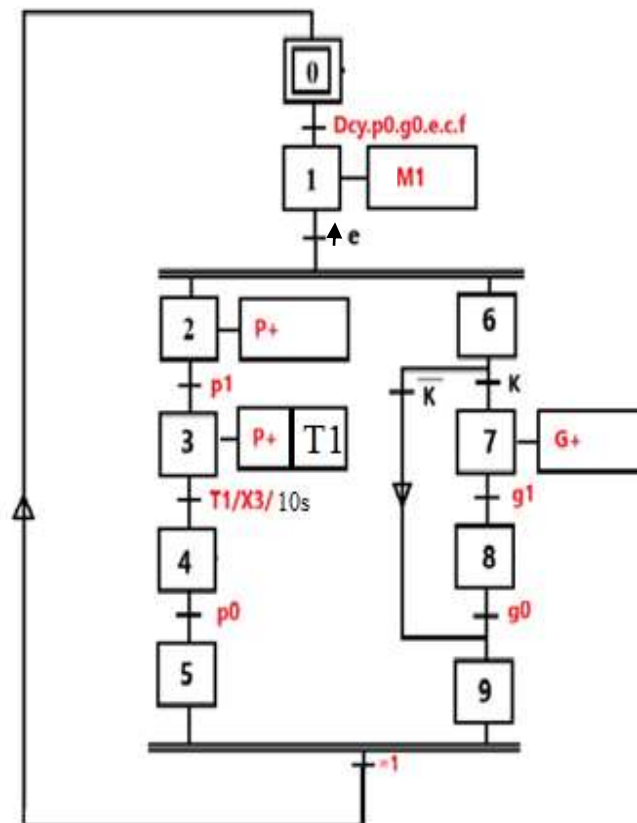 0
Dcy.p0.g0.e.c.f
1 M1
e
2 P+
6
p1
K̅ K
3 P+ T1
7 G+
T1/X3/ 10s
g1
4
8
p0
g0
5
9
=1